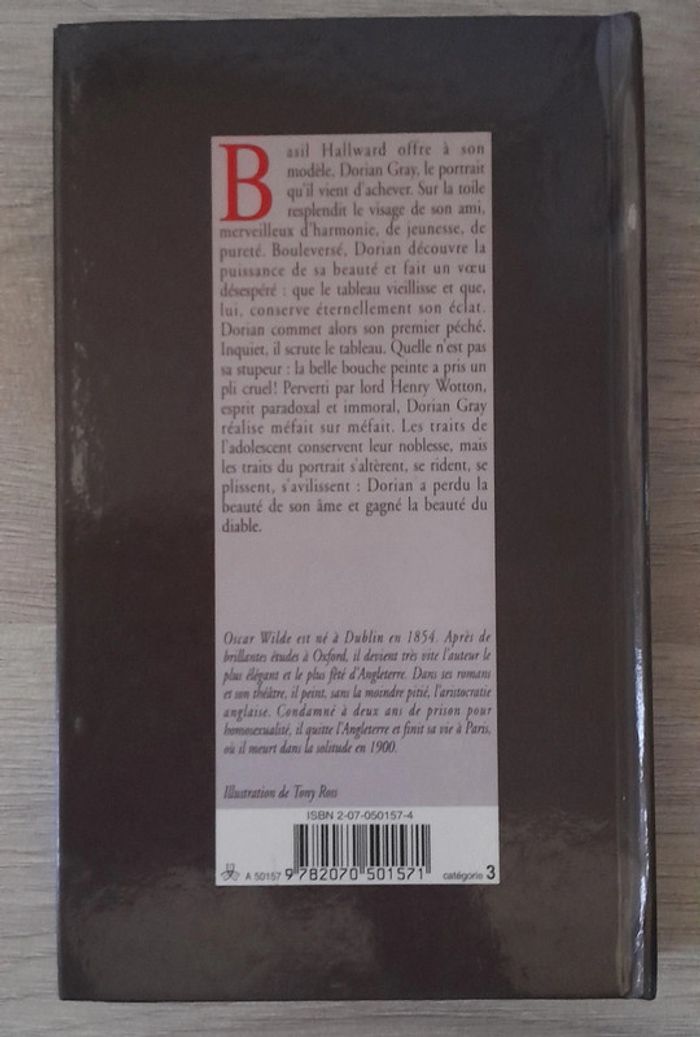 Basil Hallward offre à son
modèle, Dorian Gray, le portrait
qu'il vient d'achever. Sur la toile
resplendit le visage de son ami,
merveilleux d'harmonie, de jeunesse, de
pureté. Bouleversé, Dorian découvre la
puissance de sa beauté et fait un vœu
désespéré : que le tableau vieillisse et que,
lui, conserve éternellement son éclat.
Dorian commet alors son premier péché.
Inquiet, il scrute le tableau. Quelle n'est pas
sa stupeur : la belle bouche peinte a pris un
pli cruel! Perverti par lord Henry Wotton,
esprit paradoxal et immoral, Dorian Gray
réalise méfait sur méfait. Les traits de
l'adolescent conservent leur noblesse, mais
les traits du portrait s'altèrent, se rident, se
plissent, s'avilissent : Dorian a perdu la
beauté de son âme et gagné la beauté du
diable.
Oscar Wilde est né à Dublin en 1854. Après de
brillantes études à Oxford, il devient très vite l'auteur le
plus élégant et le plus fêté d'Angleterre. Dans ses romans
et son théâtre, il peint, sans la moindre pitié, l'aristocratie
anglaise. Condamné à deux ans de prison pour
homosexualité, il quitte l'Angleterre et finit sa vie à Paris,
où il meurt dans la solitude en 1900.
Illustration de Tony Ross
ISBN 2-07-050157-4
A 50157 9 782070 501571 catégorie 3